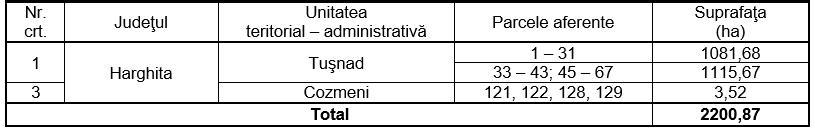 Nr. crt. Judeţul Unitatea teritorial – administrativă Parcele aferente Suprafaţa (ha)
1 Harghita Tuşnad 1 – 31 1081,68
33 – 43; 45 – 67 1115,67
3 Cozmeni 121, 122, 128, 129 3,52
Total 2200,87